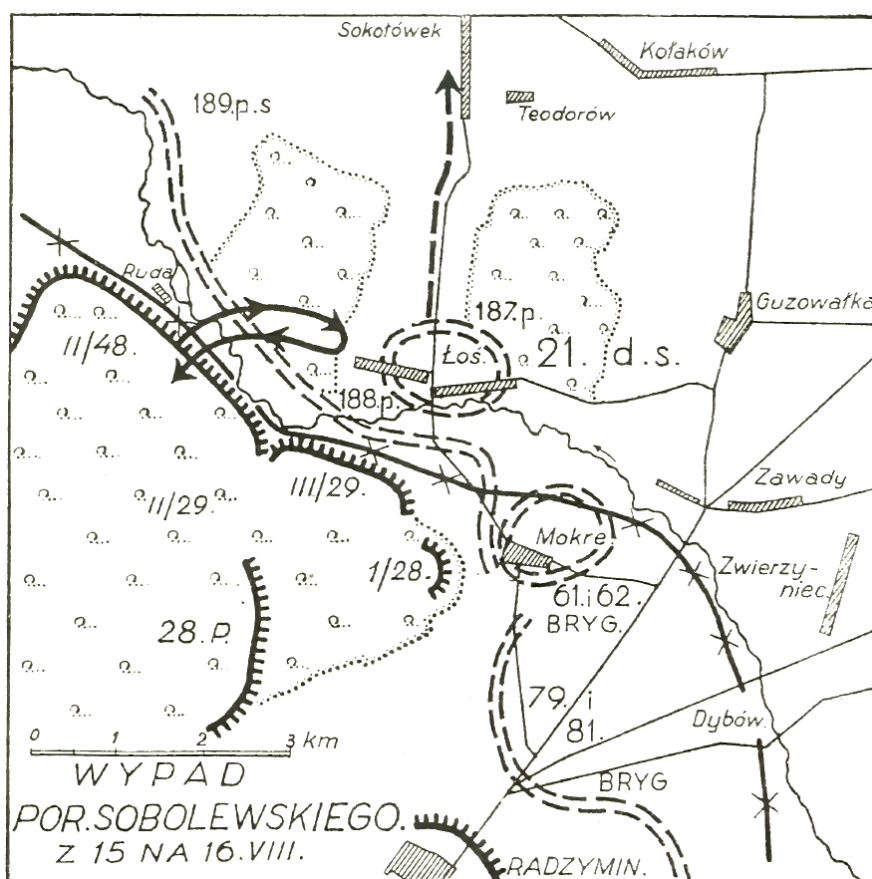 Sokołówek
Kołaków
189.p.s
Teodorów
Ruda
187.p.
Guzowatka
II/48.
Łoś.
21. d.s.
188.p.
Zawady
III/29.
II/29.
Mokre.
Zwierzy-
niec.
1/28.
61.i 62.
BRYG.
28.P.
79. i
81.
Dybów.
0 1 2 3 km
BRYG
WYPAD
POR.SOBOLEWSKIEGO.
Z 15 NA 16.VIII.
RADZYMIN.